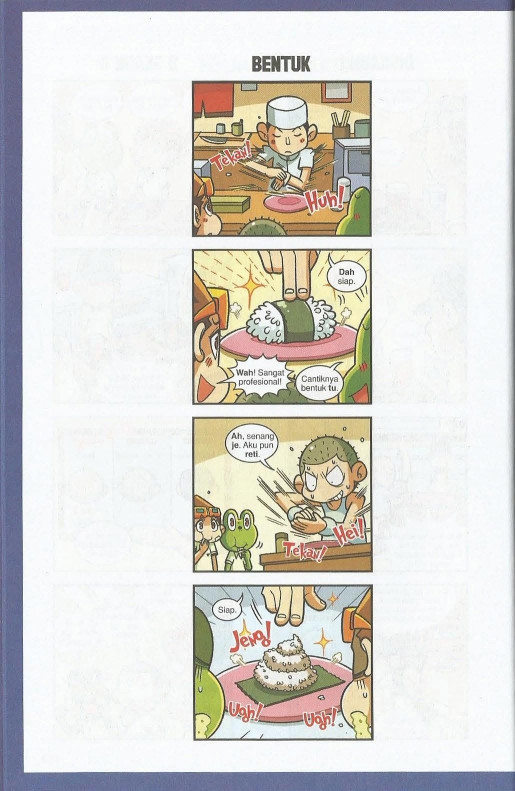 BENTUK
Tekan!
Huh!
Dah
siap.
Wah! Sangat
profesional!
Cantiknya
bentuk tu.
Ah, senang
je. Aku pun
reti.
Hei!
Tekan!
Siap.
Jeng!
Ugh!
Ugh!